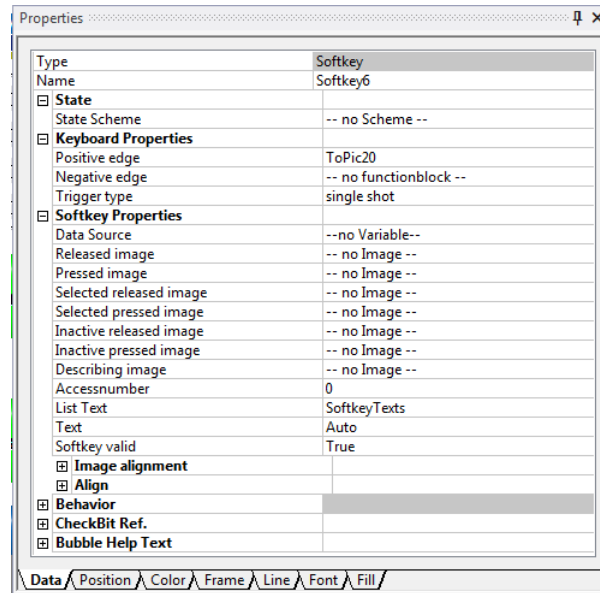 Properties
Type Softkey
Name Softkey6
State
State Scheme -- no Scheme --
Keyboard Properties
Positive edge ToPic20
Negative edge -- no functionblock --
Trigger type single shot
Softkey Properties
Data Source --no Variable--
Released image -- no Image --
Pressed image -- no Image --
Selected released image -- no Image --
Selected pressed image -- no Image --
Inactive released image -- no Image --
Inactive pressed image -- no Image --
Describing image -- no Image --
Accessnumber 0
List Text SoftkeyTexts
Text Auto
Softkey valid True
Image alignment
Align
Behavior
CheckBit Ref.
Bubble Help Text
Data Position Color Frame Line Font Fill